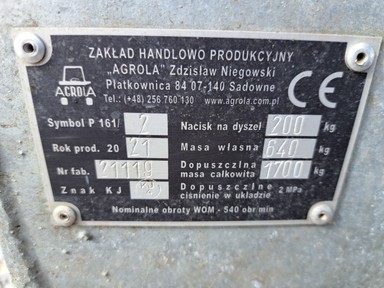 ZAKŁAD HANDLOWO PRODUKCYJNY
„AGROLA” Zdzisław Niegowski
Płatkownica 84 07-140 Sadowne
Tel.: (+48) 256 760 130 www.agrola.com.pl
AGROLA
CE
Symbol P 161/ 2 Nacisk na dyszel 200 kg
Rok prod. 20 21 Masa własna 640 kg
Nr fab. 21119 Dopuszczalna masa całkowita 1700 kg
Znak KJ Dopuszczalne ciśnienie w układzie 2 MPa
Nominalne obroty WOM - 540 obr/min